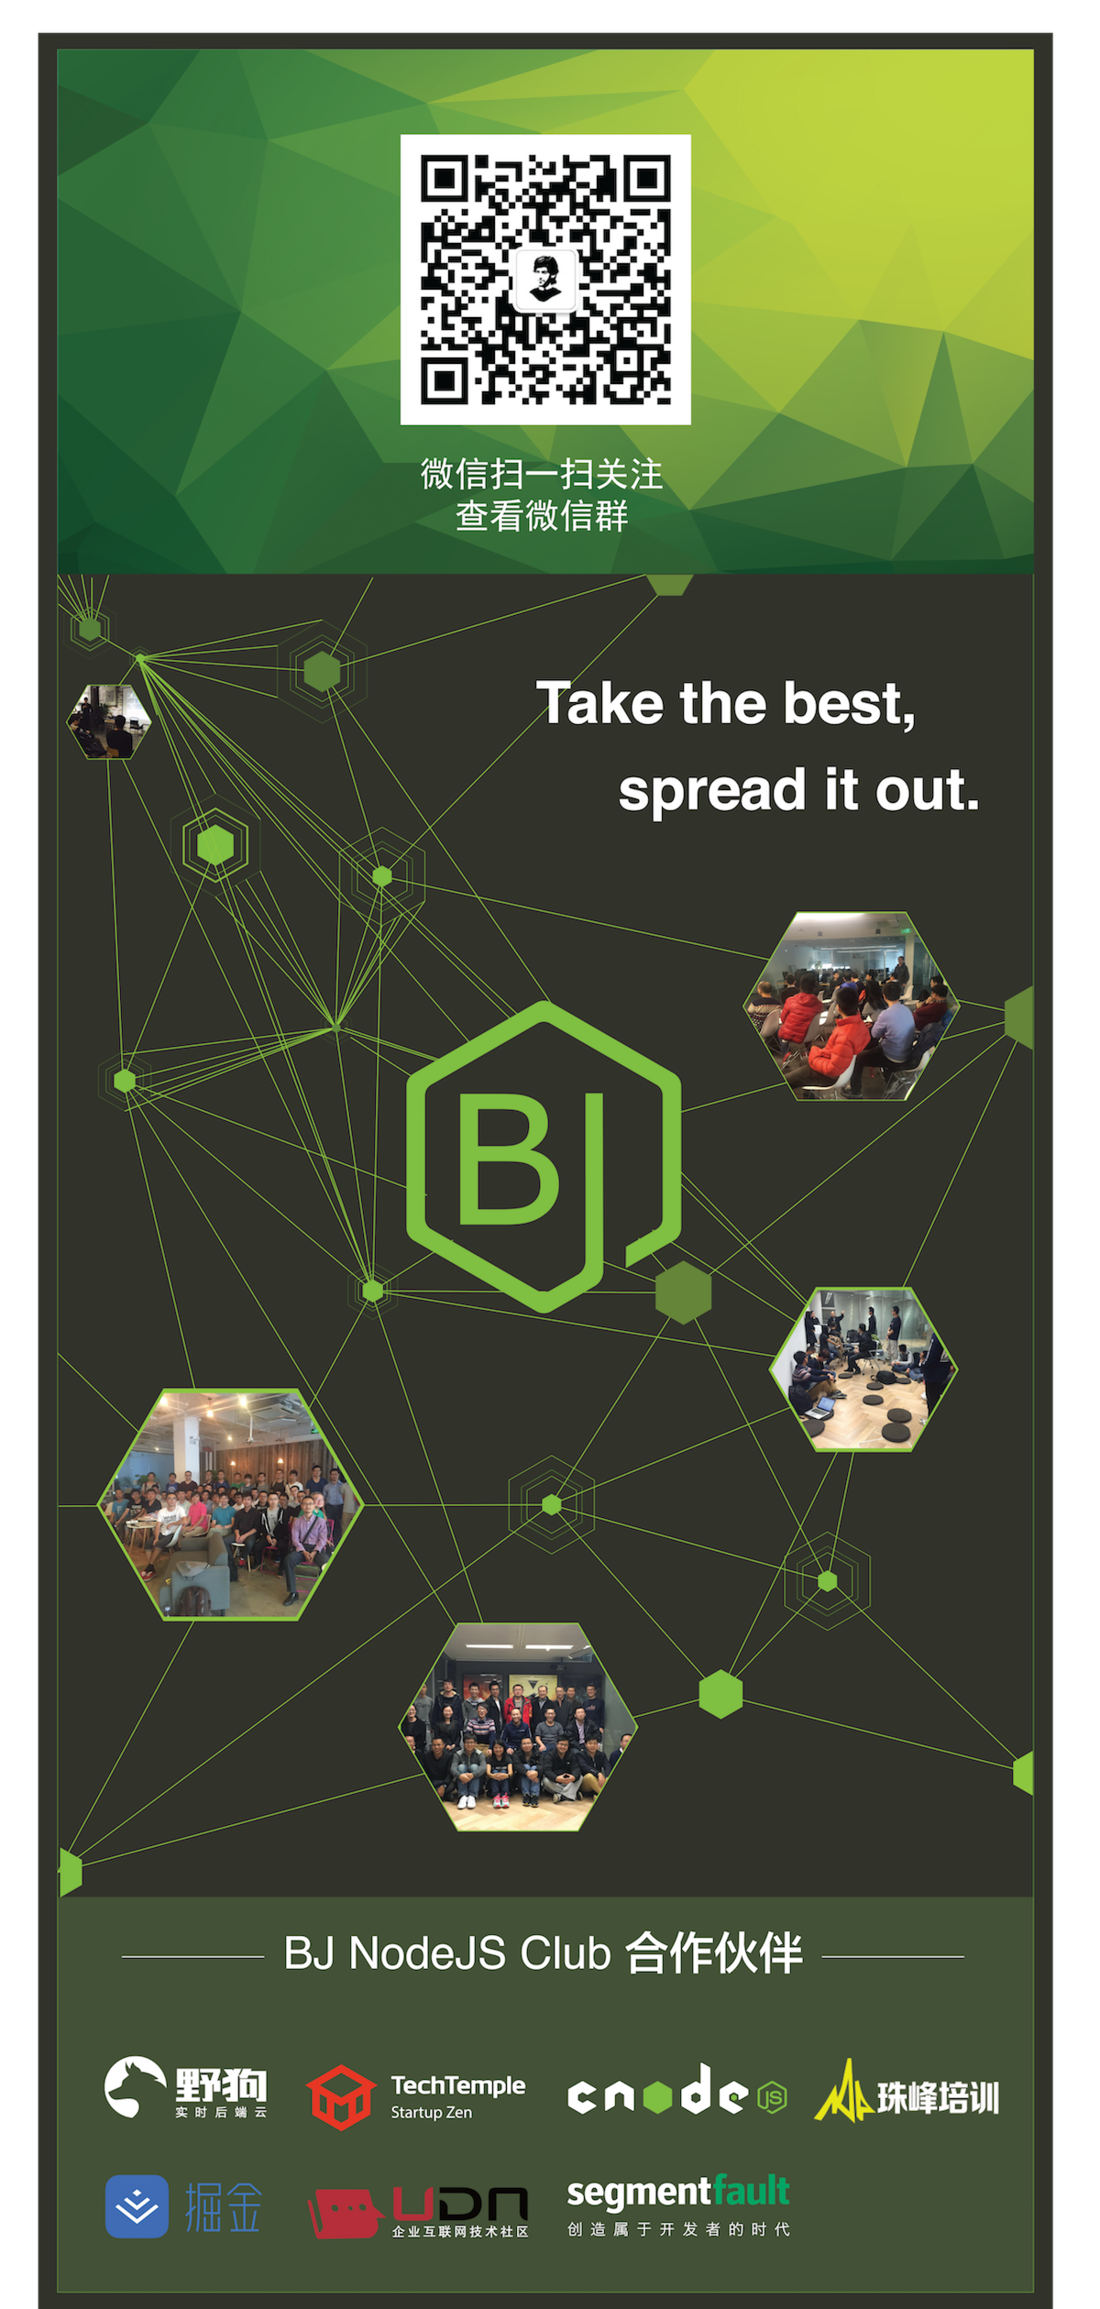 微信扫一扫关注
查看微信群
Take the best,
spread it out.
BJ
BJ NodeJS Club 合作伙伴
野狗
实时后端云
TechTemple
Startup Zen
cnode JS
珠峰培训
掘金
UDN
企业互联网技术社区
segmentfault
创造属于开发者的时代